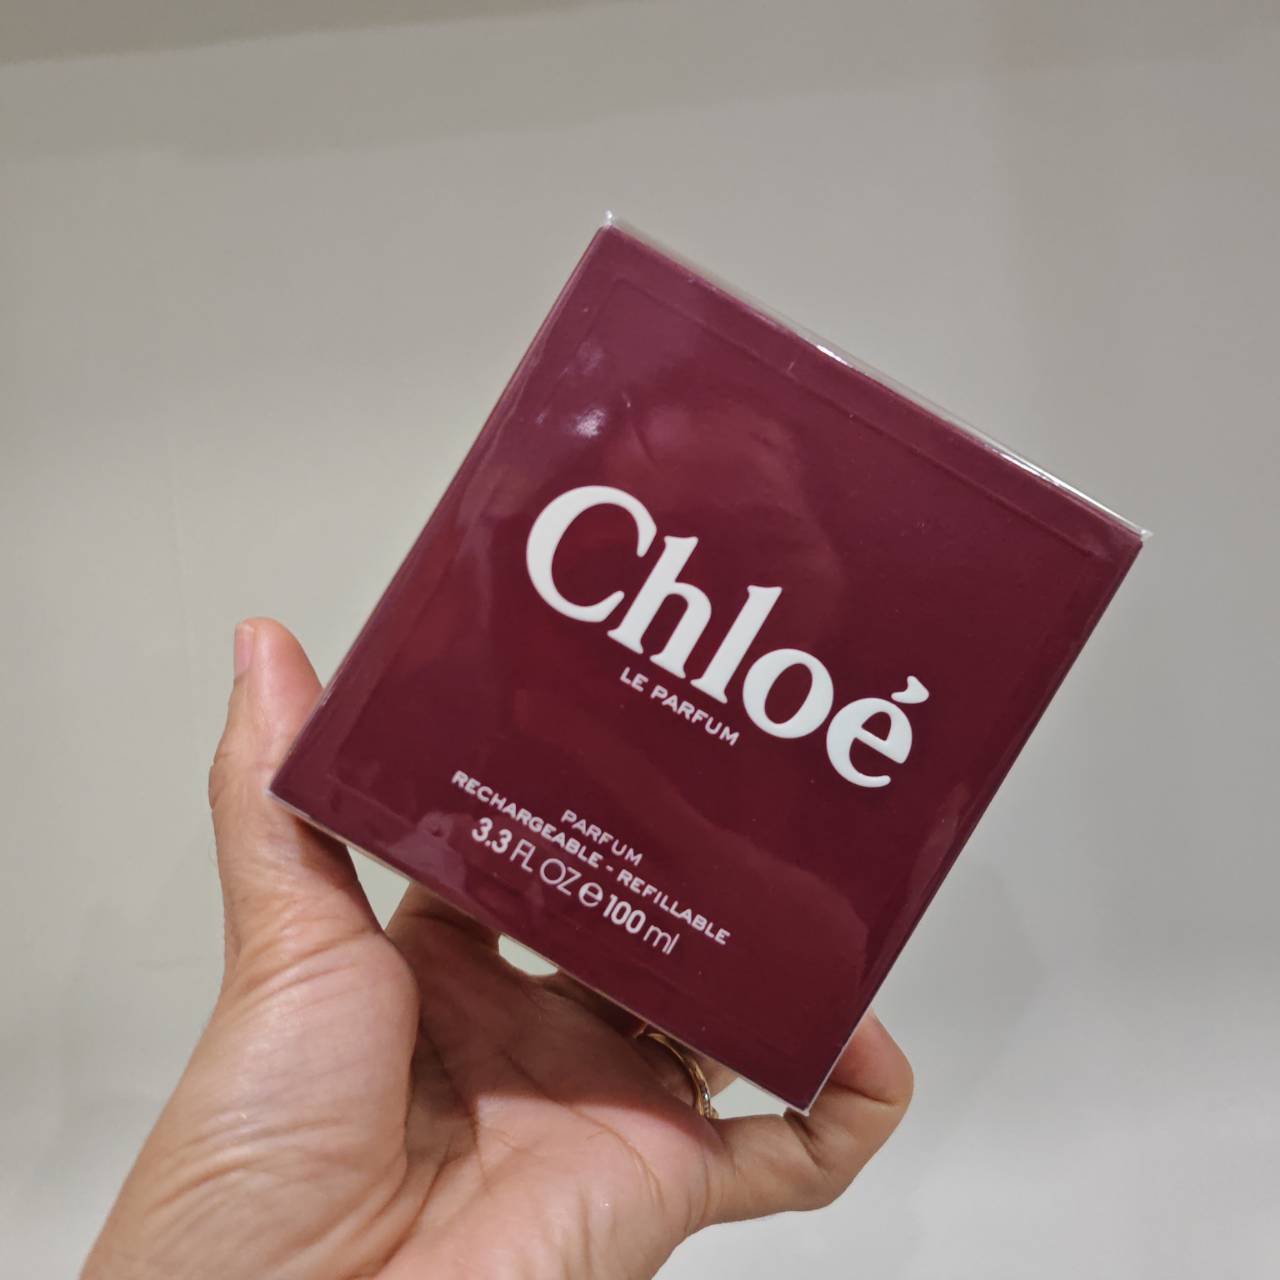 Chloé
LE PARFUM
PARFUM
RECHARGEABLE - REFILLABLE
3.3 FL OZ e 100 ml